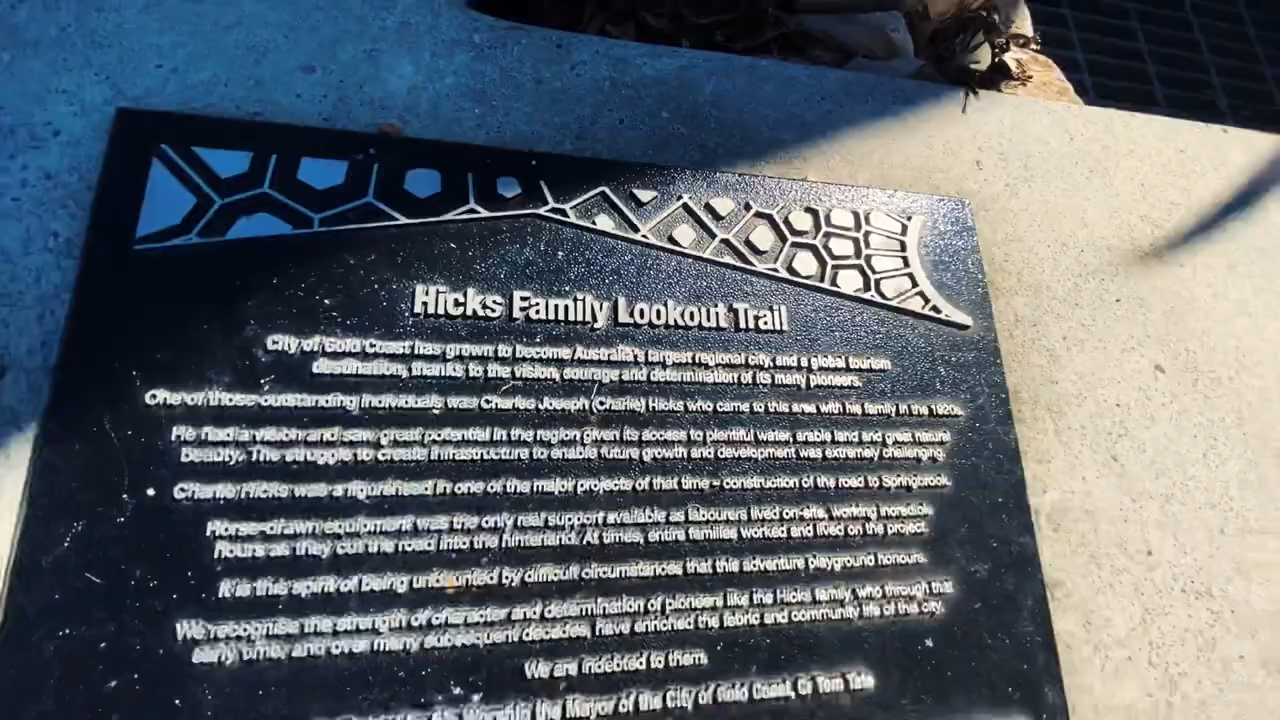 Hicks Family Lookout Trail
City of Gold Coast has grown to become Australia's largest regional city, and a global tourism
destination, thanks to the vision, courage and determination of its many pioneers.
One of those outstanding individuals was Charles Joseph (Charlie) Hicks who came to this area with his family in the 1920s.
He had a vision and saw great potential in the region given its access to plentiful water, arable land and great natural
beauty. The struggle to create infrastructure to enable future growth and development was extremely challenging.
Charlie Hicks was a figurehead in one of the major projects of that time – construction of the road to Springbrook.
Horse-drawn equipment was the only real support available as labourers lived on-site, working incredible
hours as they cut the road into the hinterland. At times, entire families worked and lived on the project.
It is this spirit of being undaunted by difficult circumstances that this adventure playground honours.
We recognise the strength of character and determination of pioneers like the Hicks family, who through that
early time, and over many subsequent decades, have enriched the fabric and community life of this city.
We are indebted to them.
His Worship the Mayor of the City of Gold Coast, Cr Tom Tate